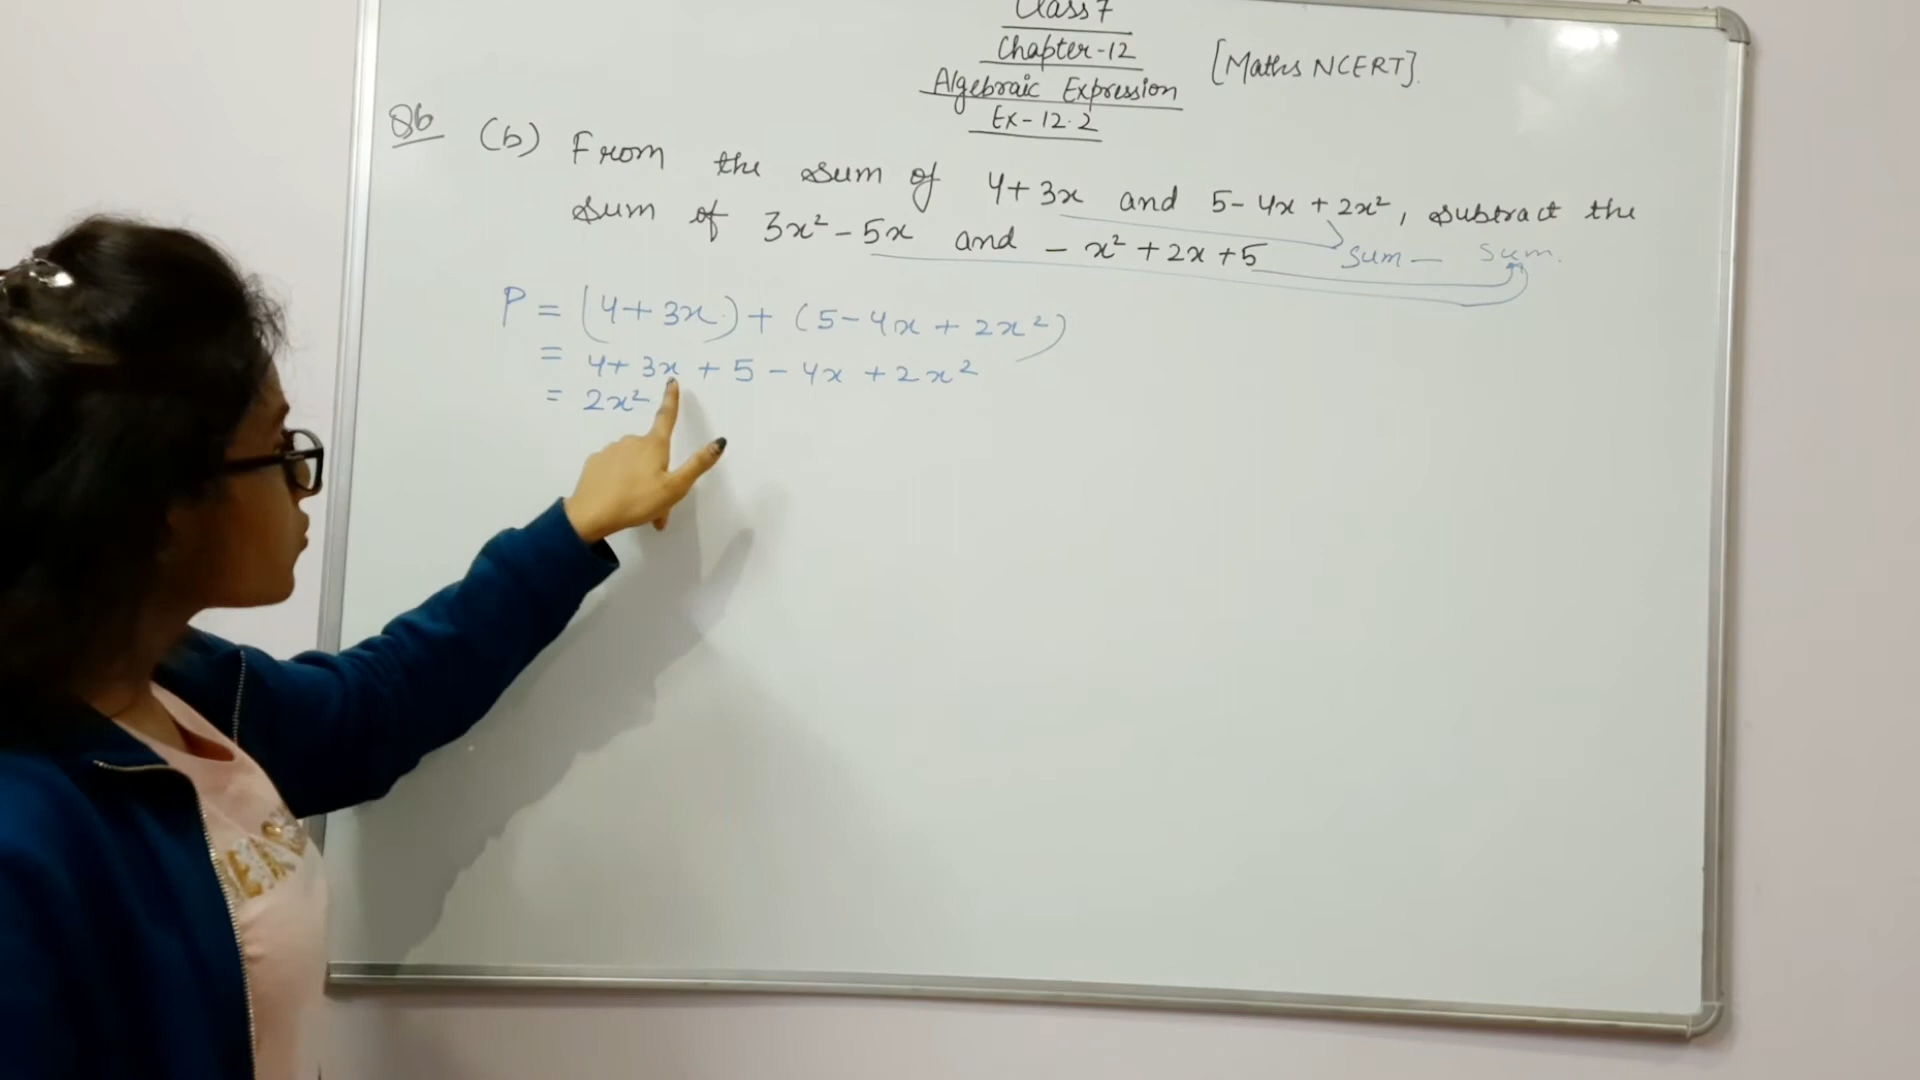 Class 7
Chapter-12
[Maths NCERT].
Algebraic Expression
Ex-12.2
Q6 (b) From the sum of 4+3x and 5-4x+2x², subtract the
sum of 3x²-5x and -x²+2x+5
sum - sum.
P = (4+3x) + (5-4x+2x²)
= 4+3x+5-4x+2x²
= 2x²